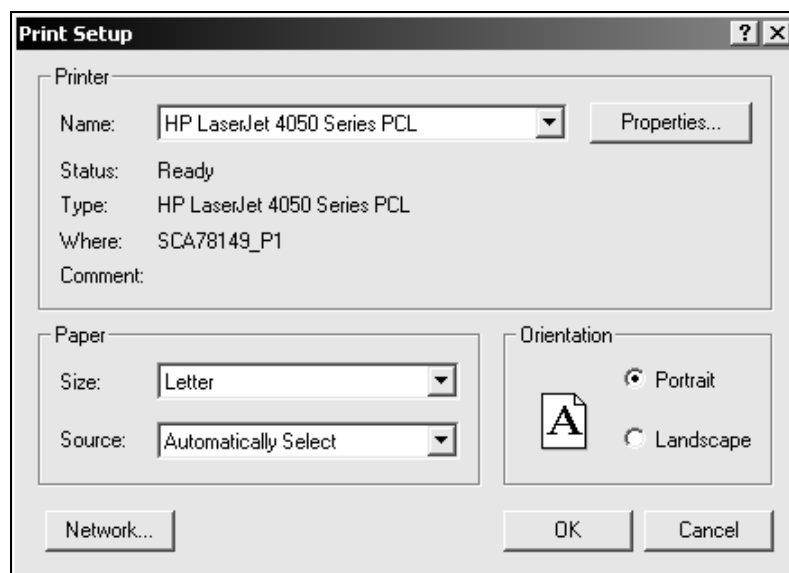 Print Setup
Printer
Name: HP LaserJet 4050 Series PCL Properties...
Status: Ready
Type: HP LaserJet 4050 Series PCL
Where: SCA78149_P1
Comment:
Paper
Size: Letter
Source: Automatically Select
Orientation
A
Portrait
Landscape
Network... OK Cancel